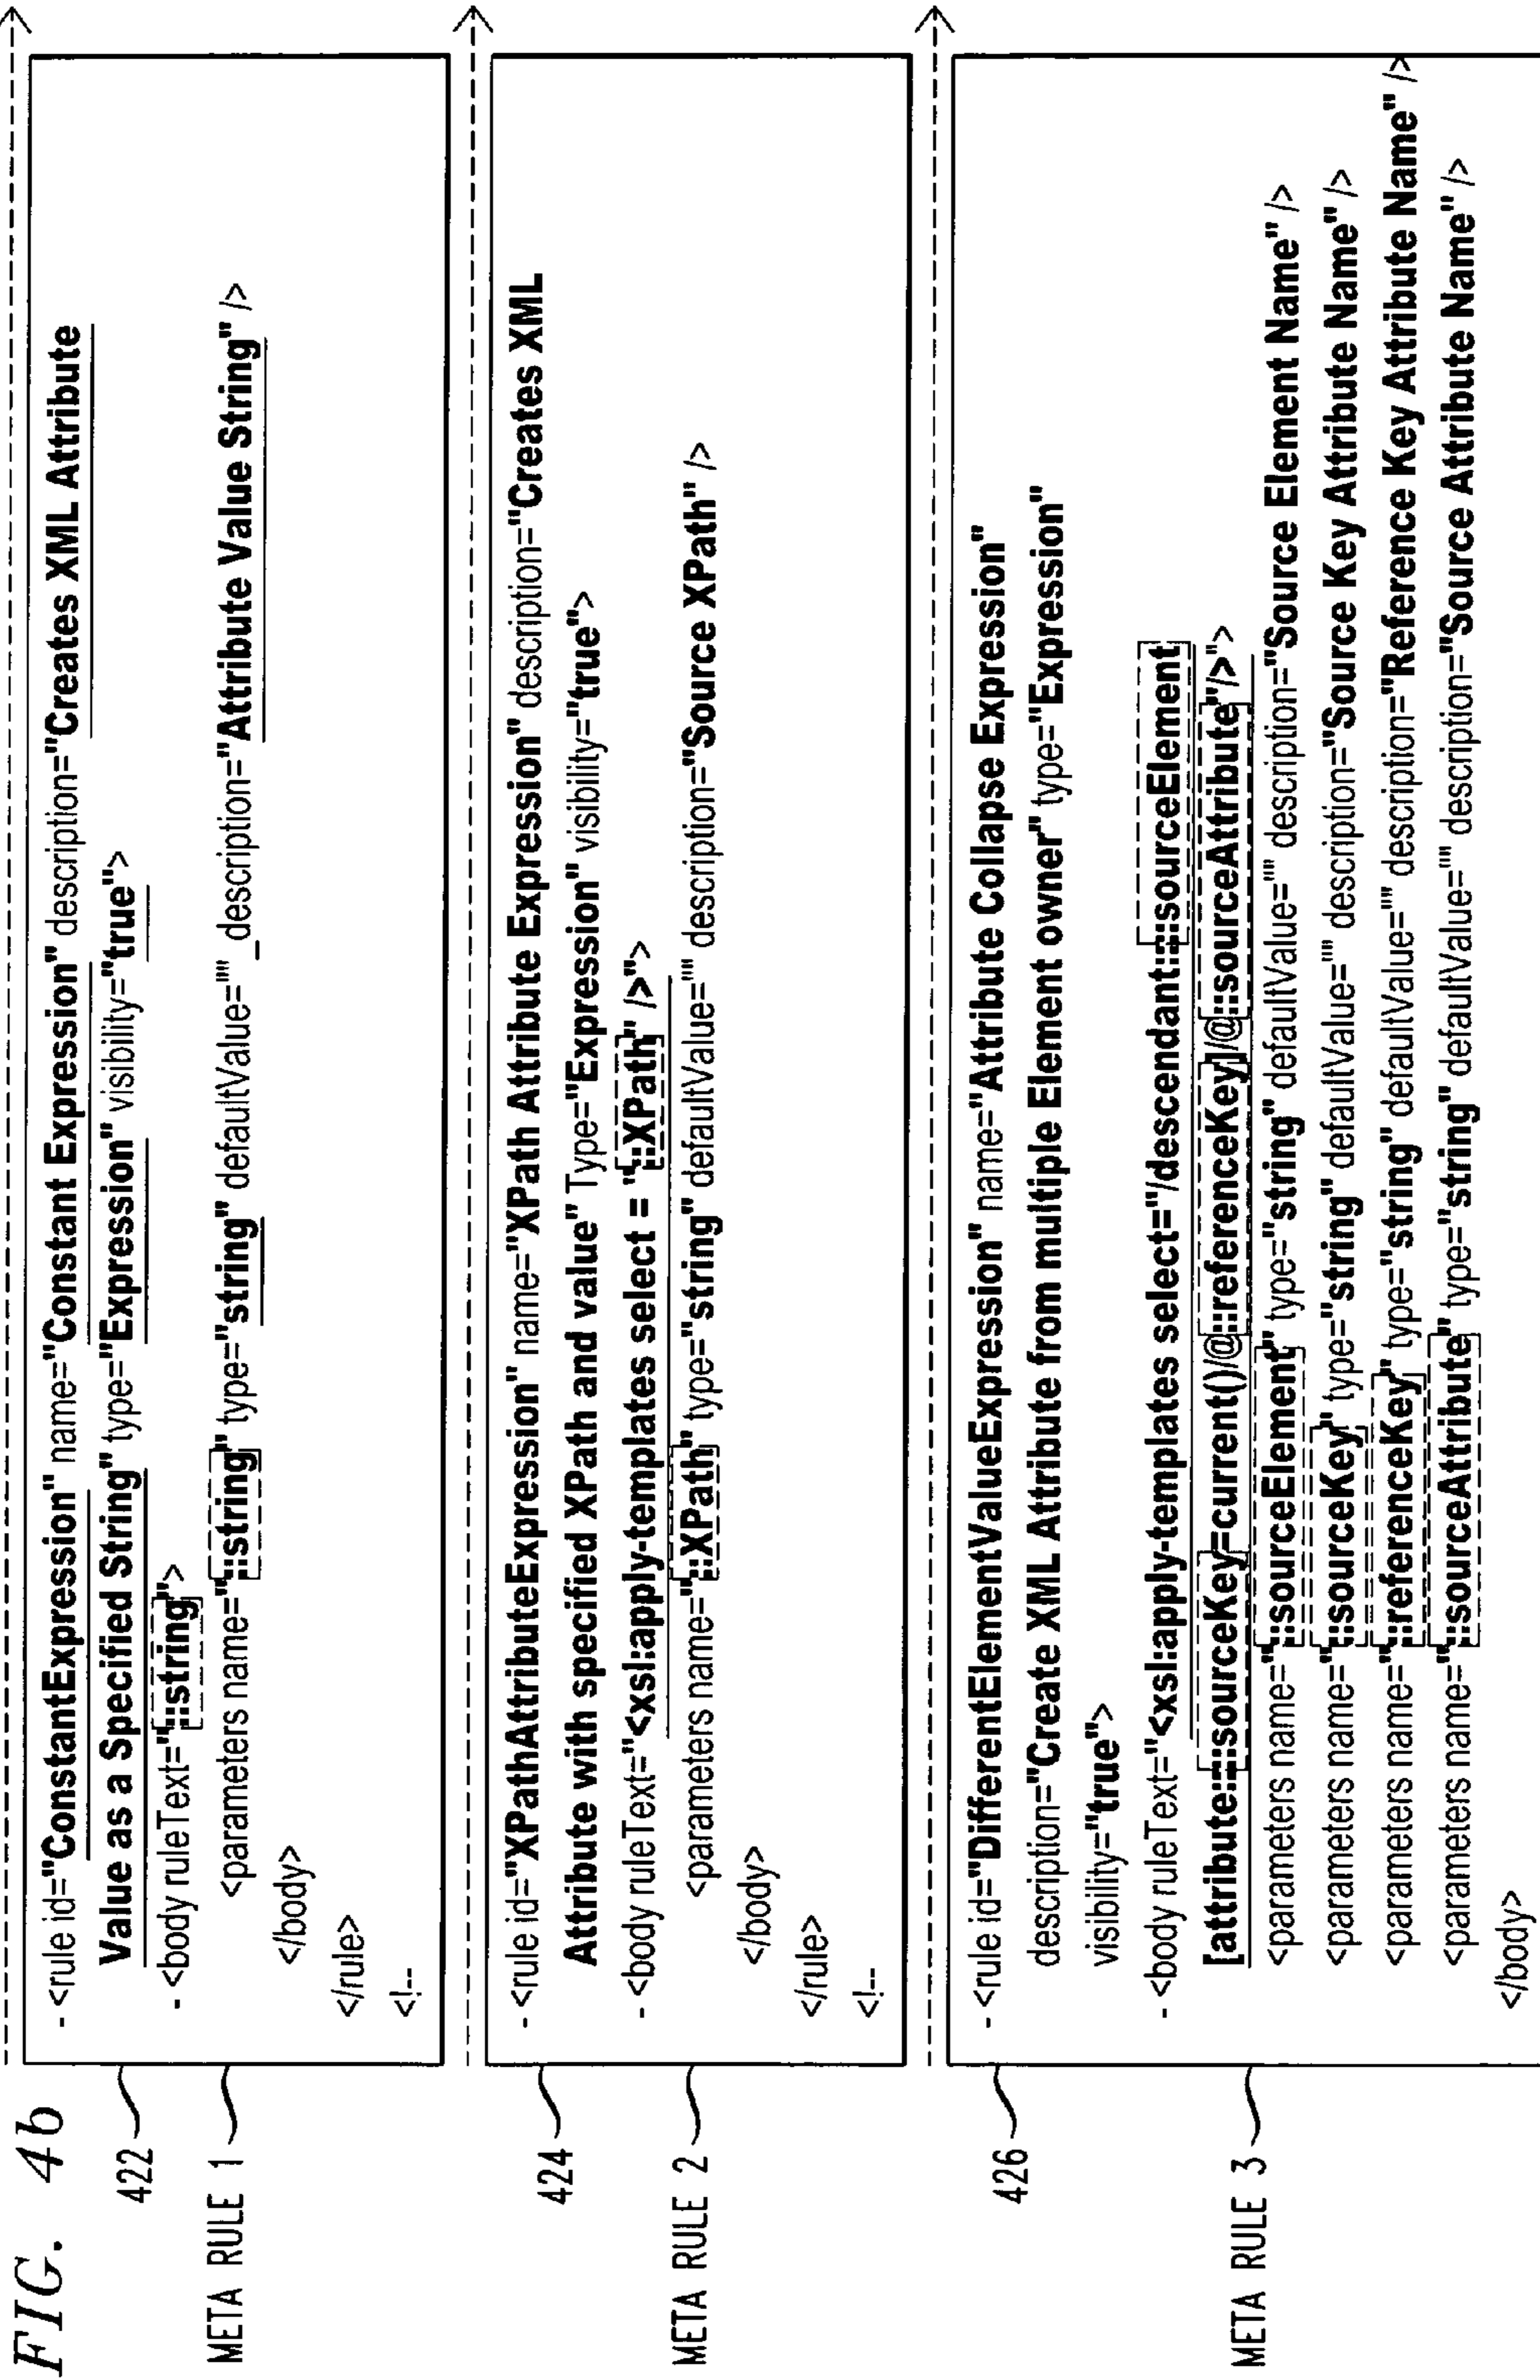 FIG. 4b
422
META RULE 1
- <rule id="ConstantExpression" name="Constant Expression" description="Creates XML Attribute
Value as a Specified String" type="Expression" visibility="true">
- <body ruleText=":::string">
<parameters name=":::string" type="string" defaultValue="" description="Attribute Value String" />
</body>
</rule>
<!--
424
META RULE 2
- <rule id="XPathAttributeExpression" name="XPath Attribute Expression" description="Creates XML
Attribute with specified XPath and value" Type="Expression" visibility="true">
- <body ruleText="<xsl:apply-templates select = ":::XPath" />">
<parameters name=":::XPath" type="string" defaultValue="" description="Source XPath" />
</body>
</rule>
<!--
426
META RULE 3
- <rule id="DifferentElementValueExpression" name="Attribute Collapse Expression"
description="Create XML Attribute from multiple Element owner" type="Expression"
visibility="true">
- <body ruleText="<xsl:apply-templates select="/descendant:::::sourceElement
[attribute:::::sourceKey=current()/@:::referenceKey]/@:::sourceAttribute"/>">
<parameters name=":::sourceElement" type="string" defaultValue="" description="Source Element Name" />
<parameters name=":::sourceKey" type="string" defaultValue="" description="Source Key Attribute Name" />
<parameters name=":::referenceKey" type="string" defaultValue="" description="Reference Key Attribute Name" />
<parameters name=":::sourceAttribute" type="string" defaultValue="" description="Source Attribute Name" />
</body>